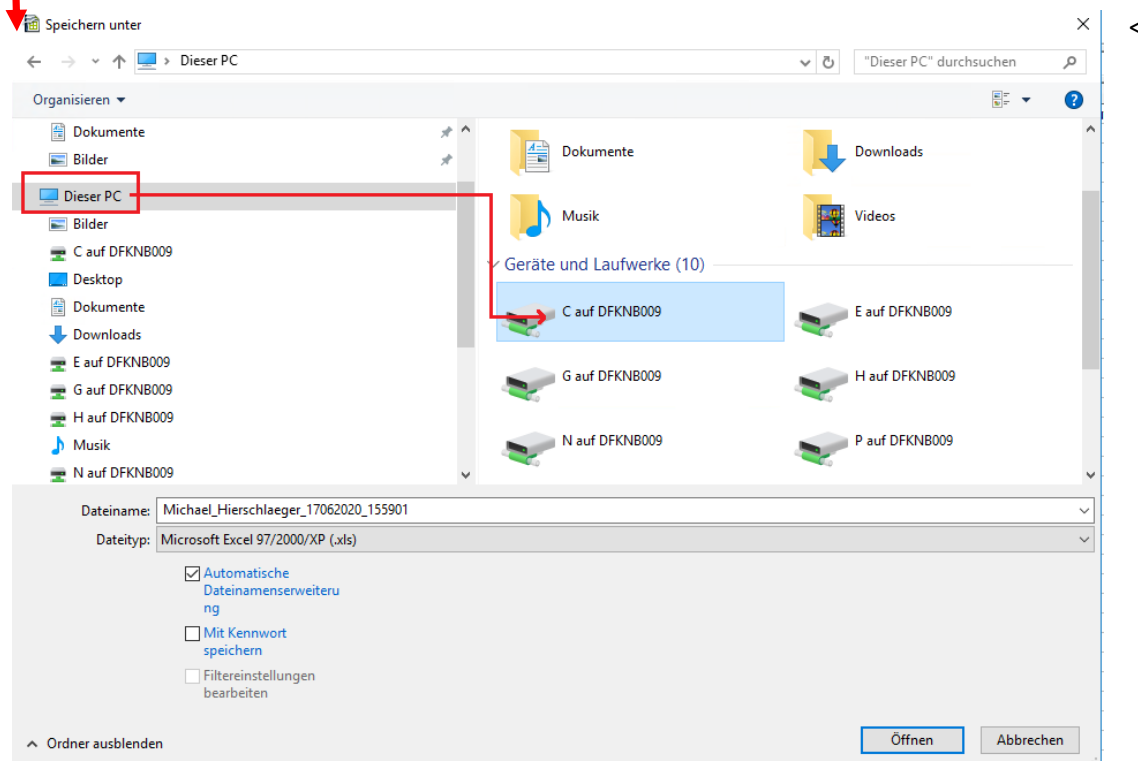 Speichern unter
Dieser PC
"Dieser PC" durchsuchen
Organisieren
Dokumente
Bilder
Dieser PC
Bilder
C auf DFKNB009
Desktop
Dokumente
Downloads
E auf DFKNB009
G auf DFKNB009
H auf DFKNB009
Musik
N auf DFKNB009
Dokumente
Downloads
Musik
Videos
Geräte und Laufwerke (10)
C auf DFKNB009
E auf DFKNB009
G auf DFKNB009
H auf DFKNB009
N auf DFKNB009
P auf DFKNB009
Dateiname: Michael_Hierschlaeger_17062020_155901
Dateityp: Microsoft Excel 97/2000/XP (.xls)
Automatische
Dateinamenserweiteru
ng
Mit Kennwort
speichern
Filtereinstellungen
bearbeiten
Ordner ausblenden
Öffnen
Abbrechen